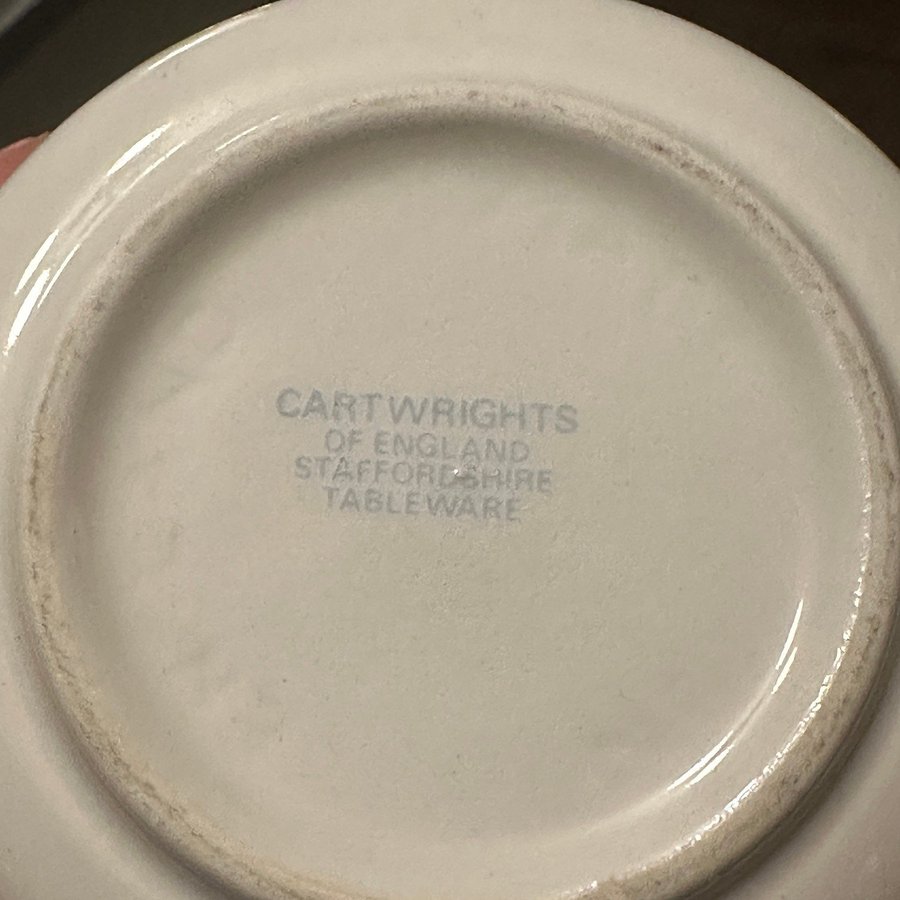 CARTWRIGHTS
OF ENGLAND
STAFFORDSHIRE
TABLEWARE